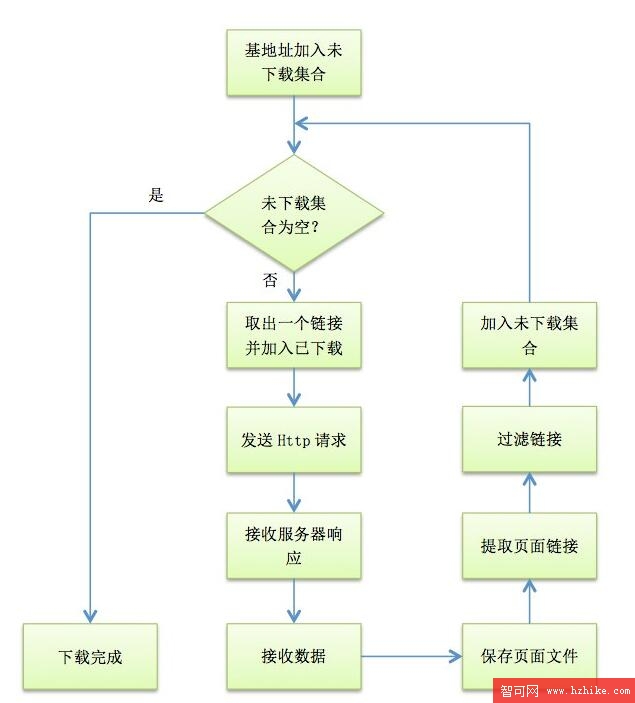 基地址加入未
下载集合
是
未下载集
合为空？
否
取出一个链接
并加入已下载
加入未下载集
合
发送Http请求
过滤链接
接收服务器响
应
提取页面链接
下载完成
接收数据
保存页面文件
智可网 www.hzhike.com